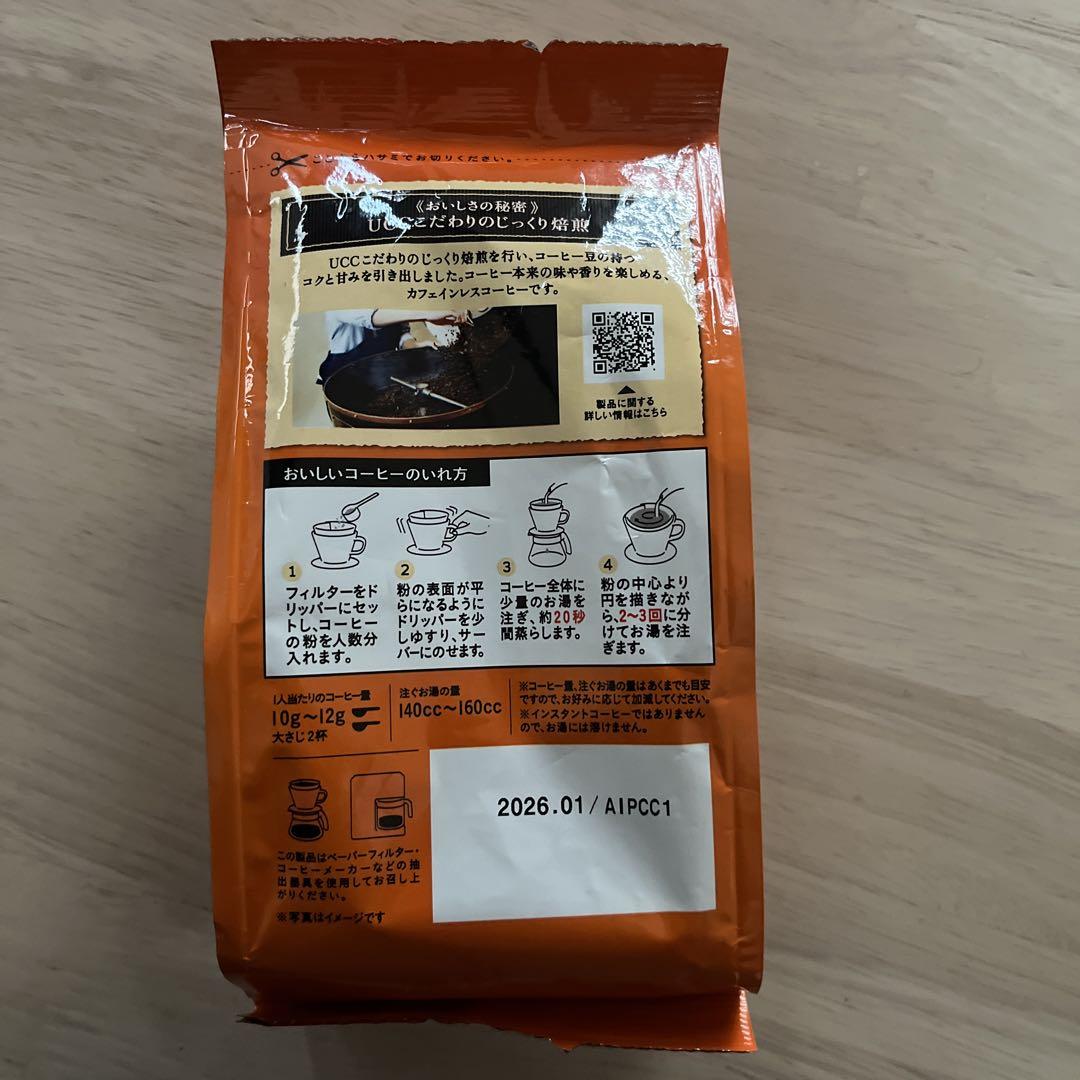 ハサミでお切りください。
《おいしさの秘密》
UCCこだわりのじっくり焙煎
UCCこだわりのじっくり焙煎を行い、コーヒー豆の持つ
コクと甘みを引き出しました。コーヒー本来の味や香りを楽しめる、
カフェインレスコーヒーです。
製品に関する
詳しい情報はこちら
おいしいコーヒーのいれ方
1
フィルターをド
リッパーにセッ
トし、コーヒー
の粉を人数分
入れます。
2
粉の表面が平
らになるように
ドリッパーを少
しゆすり、サー
バーにのせます。
3
コーヒー全体に
少量のお湯を
注ぎ、約20秒
間蒸らします。
4
粉の中心より
円を描きなが
ら、2〜3回に分
けてお湯を注
ぎます。
1人当たりのコーヒー量
10g〜12g
大さじ2杯
注ぐお湯の量
140cc〜160cc
※コーヒー量、注ぐお湯の量はあくまでも目安
ですので、お好みに応じて加減してください。
※インスタントコーヒーではありません
ので、お湯には溶けません。
この製品はペーパーフィルター・
コーヒーメーカーなどの抽
出器具を使用してお召し上
がりください。
※写真はイメージです
2026.01/AIPCC1